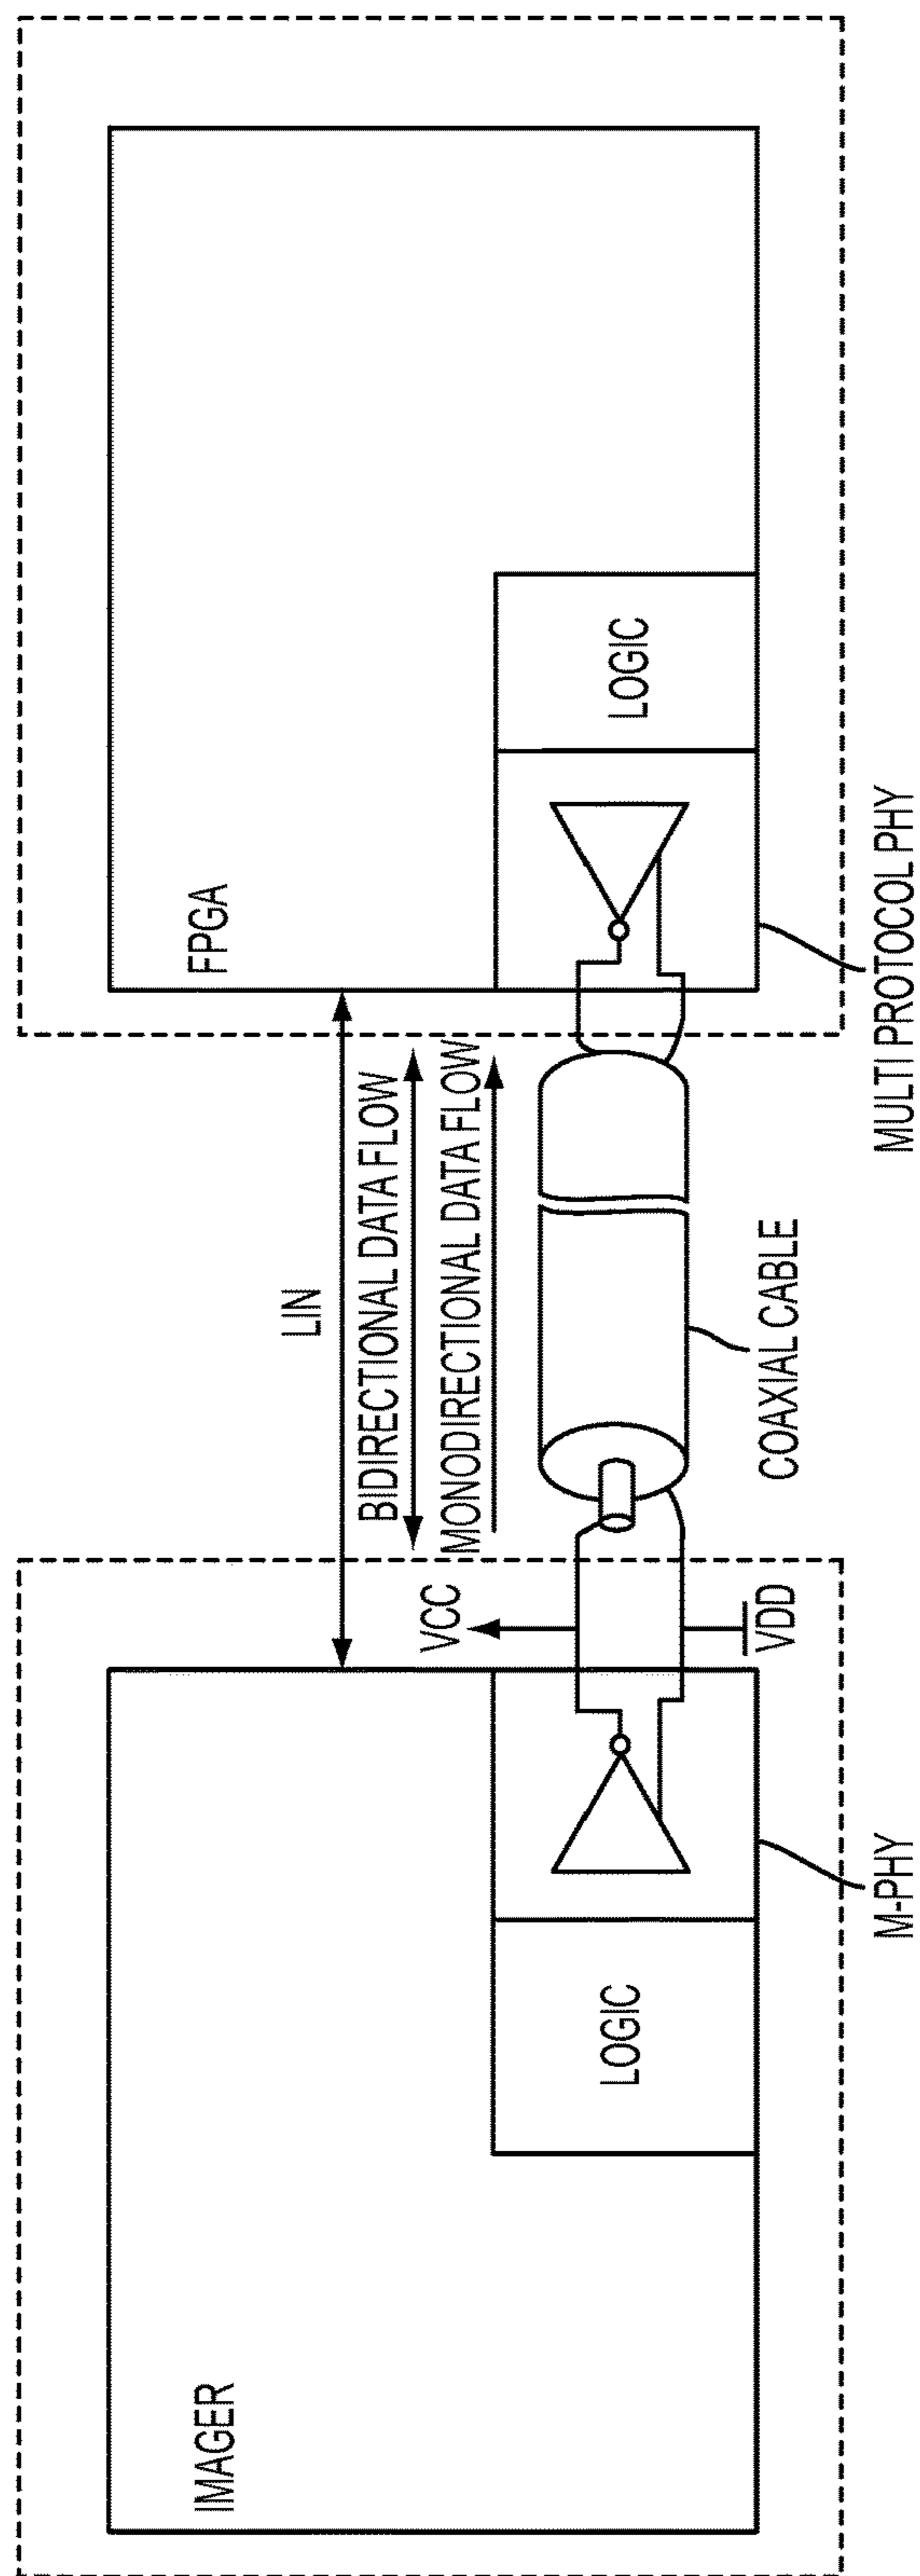 IMAGER
LOGIC
M-PHY
VCC
VDD
LIN
BIDIRECTIONAL DATA FLOW
MONODIRECTIONAL DATA FLOW
COAXIAL CABLE
FPGA
LOGIC
MULTI PROTOCOL PHY